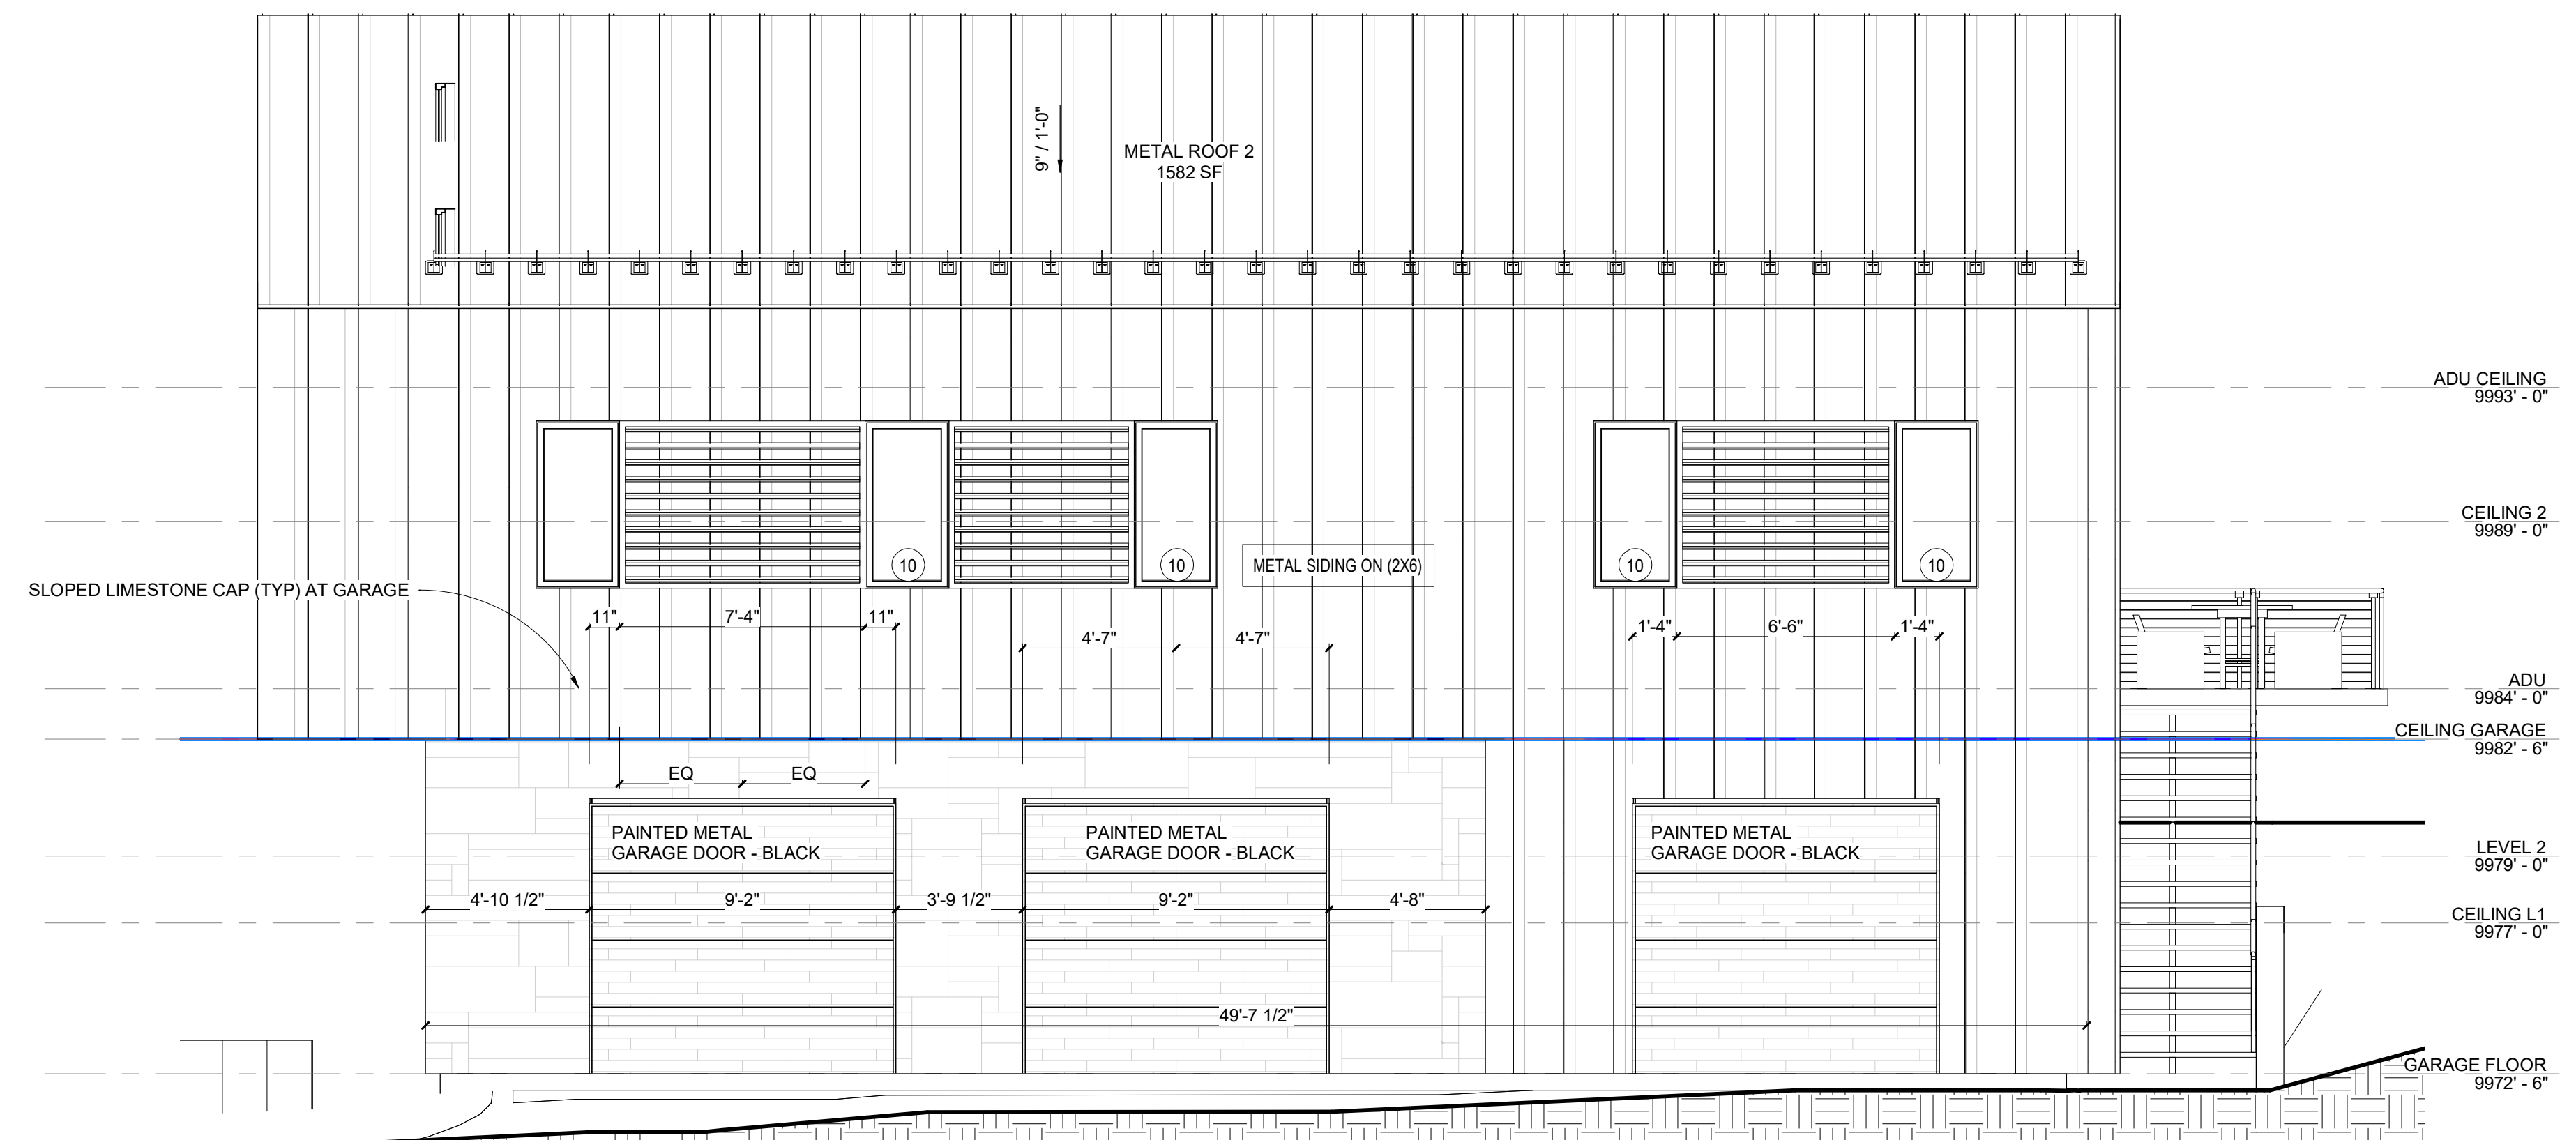 9" / 1'-0"
METAL ROOF 2
1582 SF
ADU CEILING
9993' - 0"
CEILING 2
9989' - 0"
10
10
METAL SIDING ON (2X6)
10
10
SLOPED LIMESTONE CAP (TYP) AT GARAGE
11"
7'-4"
11"
4'-7"
4'-7"
1'-4"
6'-6"
1'-4"
ADU
9984' - 0"
CEILING GARAGE
9982' - 6"
EQ
EQ
PAINTED METAL
GARAGE DOOR - BLACK
PAINTED METAL
GARAGE DOOR - BLACK
PAINTED METAL
GARAGE DOOR - BLACK
LEVEL 2
9979' - 0"
4'-10 1/2"
9'-2"
3'-9 1/2"
9'-2"
4'-8"
CEILING L1
9977' - 0"
49'-7 1/2"
GARAGE FLOOR
9972' - 6"